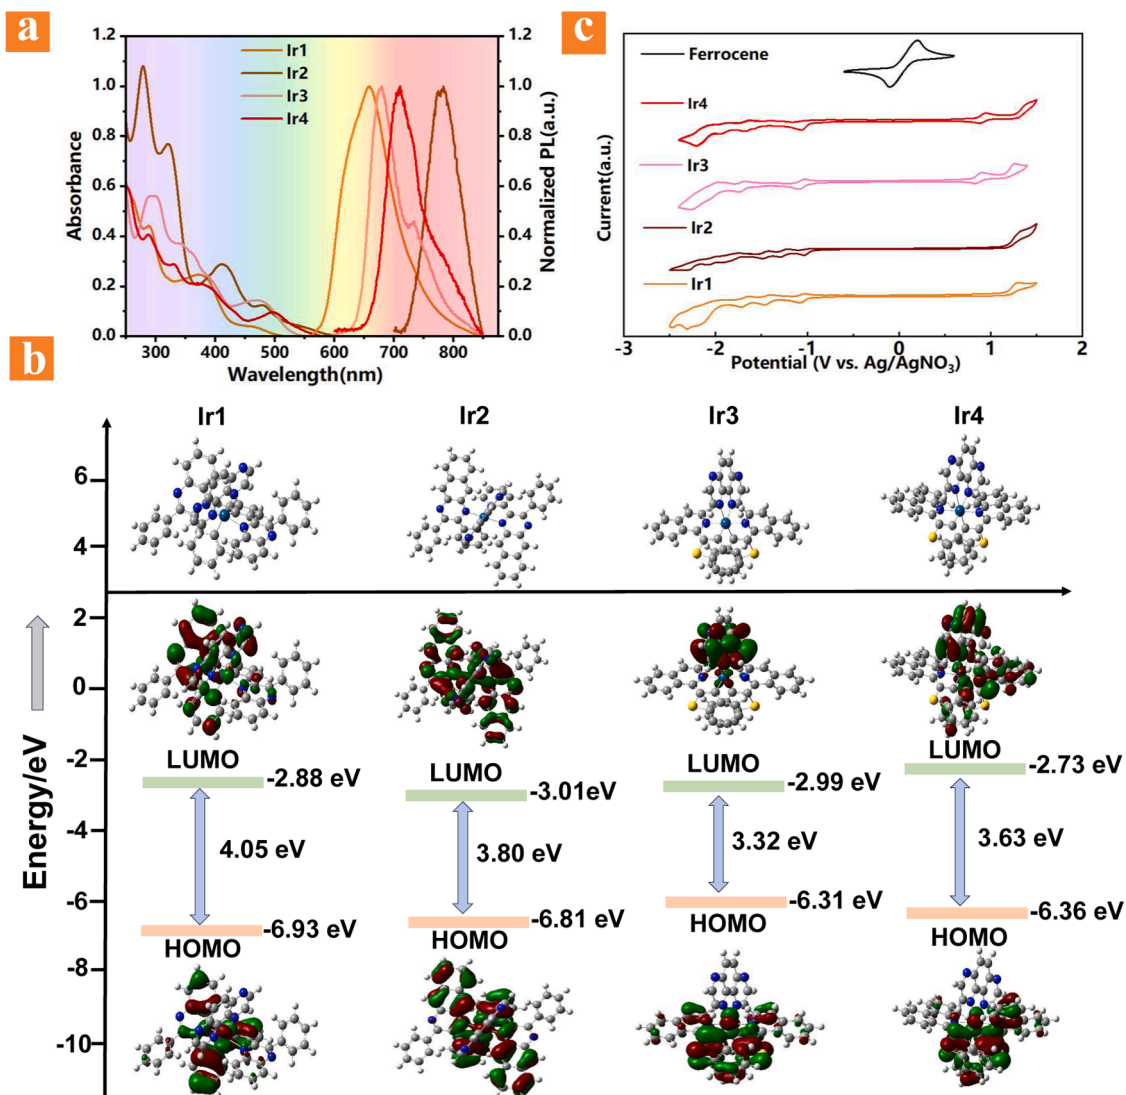 a
1.2
1.0
0.8
0.6
0.4
0.2
0.0
Absorbance
300 400 500 600 700 800
Wavelength(nm)
1.2
1.0
0.8
0.6
0.4
0.2
0.0
Normalized PL(a.u.)
Ir1
Ir2
Ir3
Ir4
c
Current(a.u.)
Ferrocene
Ir4
Ir3
Ir2
Ir1
-3 -2 -1 0 1 2
Potential (V vs. Ag/AgNO3)
b
Ir1 Ir2 Ir3 Ir4
Energy/eV
6
4
2
0
-2
-4
-6
-8
-10
LUMO
-2.88 eV
4.05 eV
-6.93 eV
HOMO
LUMO
-3.01eV
3.80 eV
-6.81 eV
HOMO
LUMO
-2.99 eV
3.32 eV
-6.31 eV
HOMO
LUMO
-2.73 eV
3.63 eV
-6.36 eV
HOMO